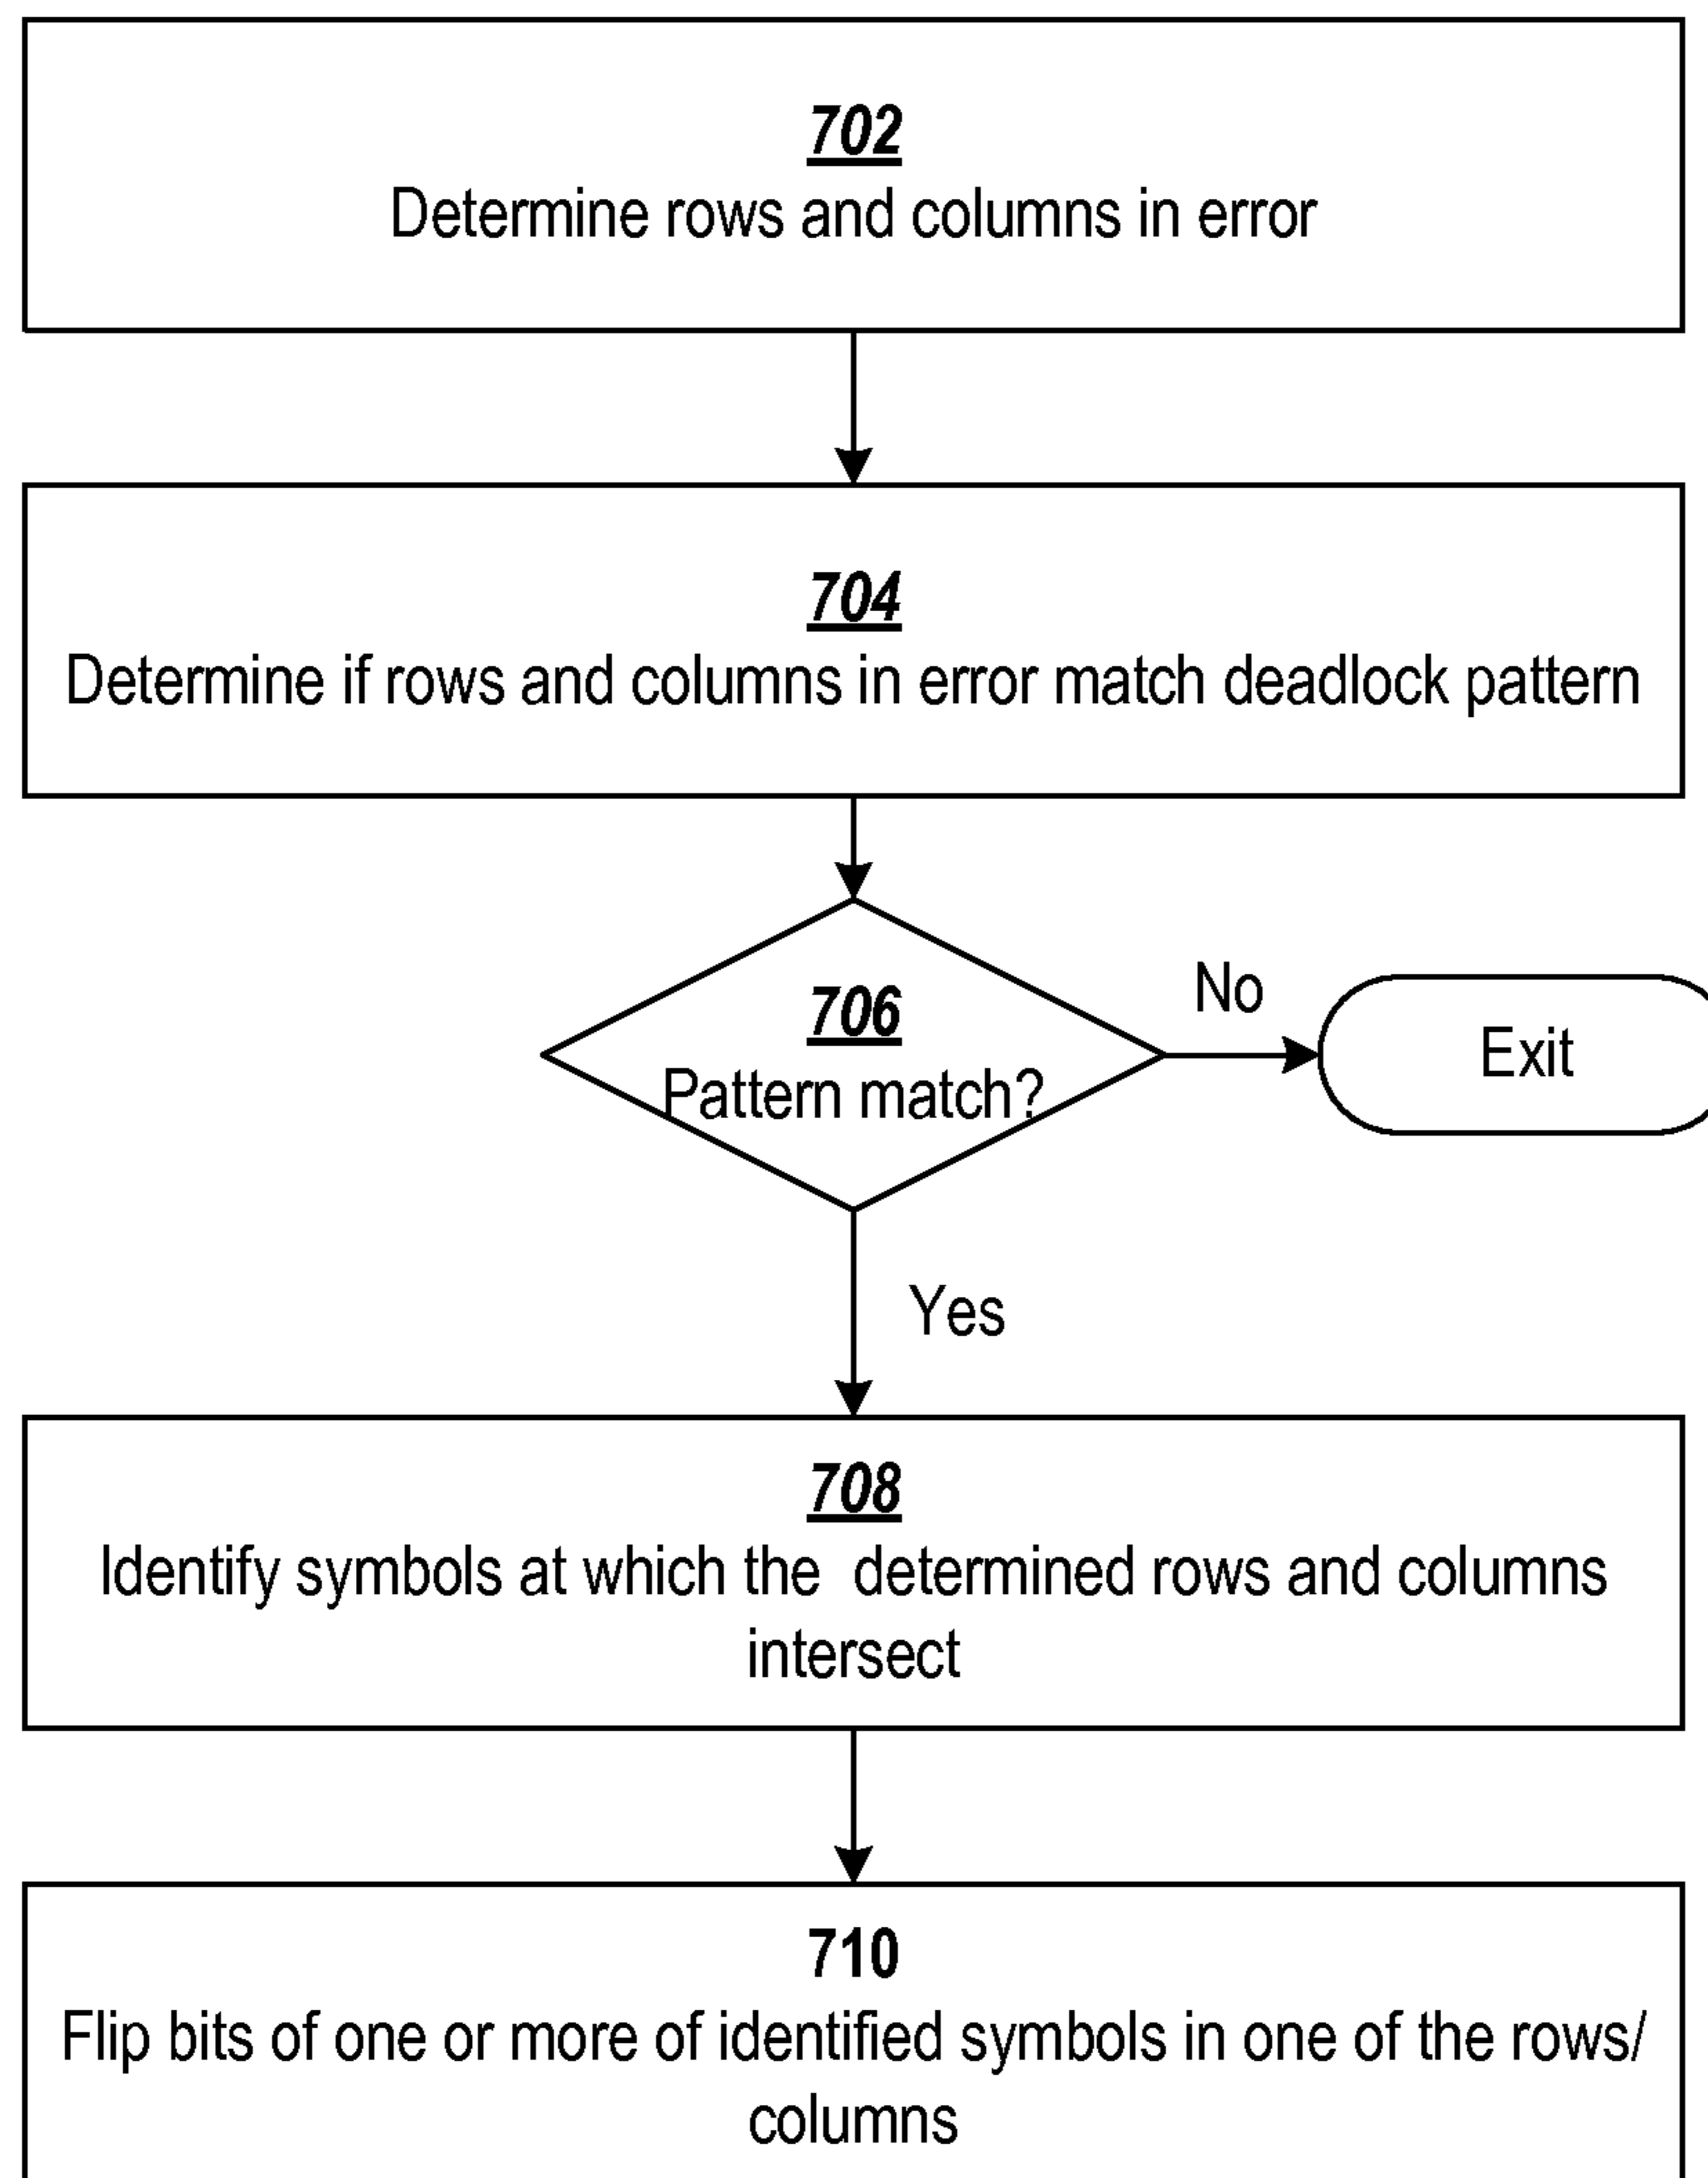 702
Determine rows and columns in error
704
Determine if rows and columns in error match deadlock pattern
706
Pattern match?
No
Exit
Yes
708
Identify symbols at which the  determined rows and columns
intersect
710
Flip bits of one or more of identified symbols in one of the rows/
columns